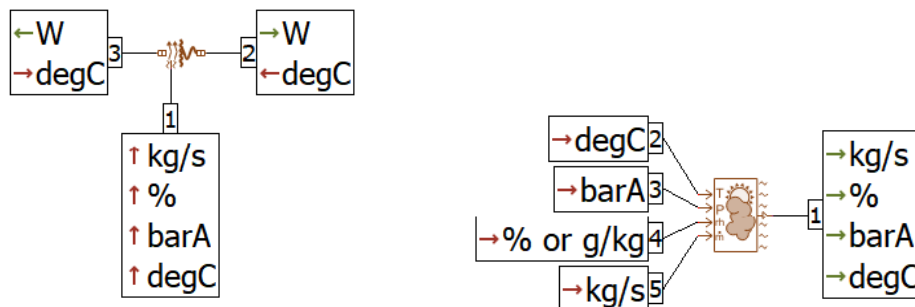 ←W
→degC
3
2
→W
←degC
1
↑ kg/s
↑ %
↑ barA
↑ degC
→degC 2
→barA 3
→% or g/kg 4
→kg/s 5
T
P
rh
ṁ
1
→kg/s
→%
→barA
→degC